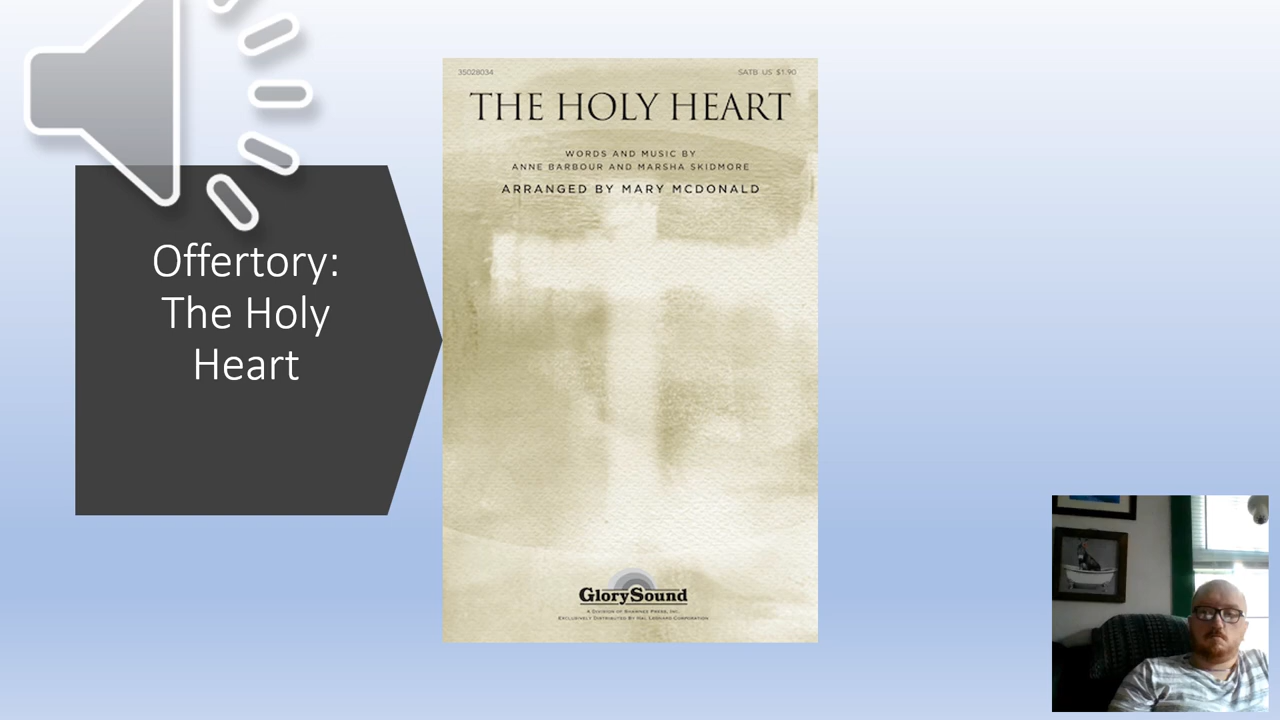 Offertory:
The Holy
Heart
35028034
SATB US $1.90
THE HOLY HEART
WORDS AND MUSIC BY
ANNE BARBOUR AND MARSHA SKIDMORE
ARRANGED BY MARY MCDONALD
GlorySound
A DIVISION OF SHAWNEE PRESS, INC.
EXCLUSIVELY DISTRIBUTED BY HAL LEONARD CORPORATION